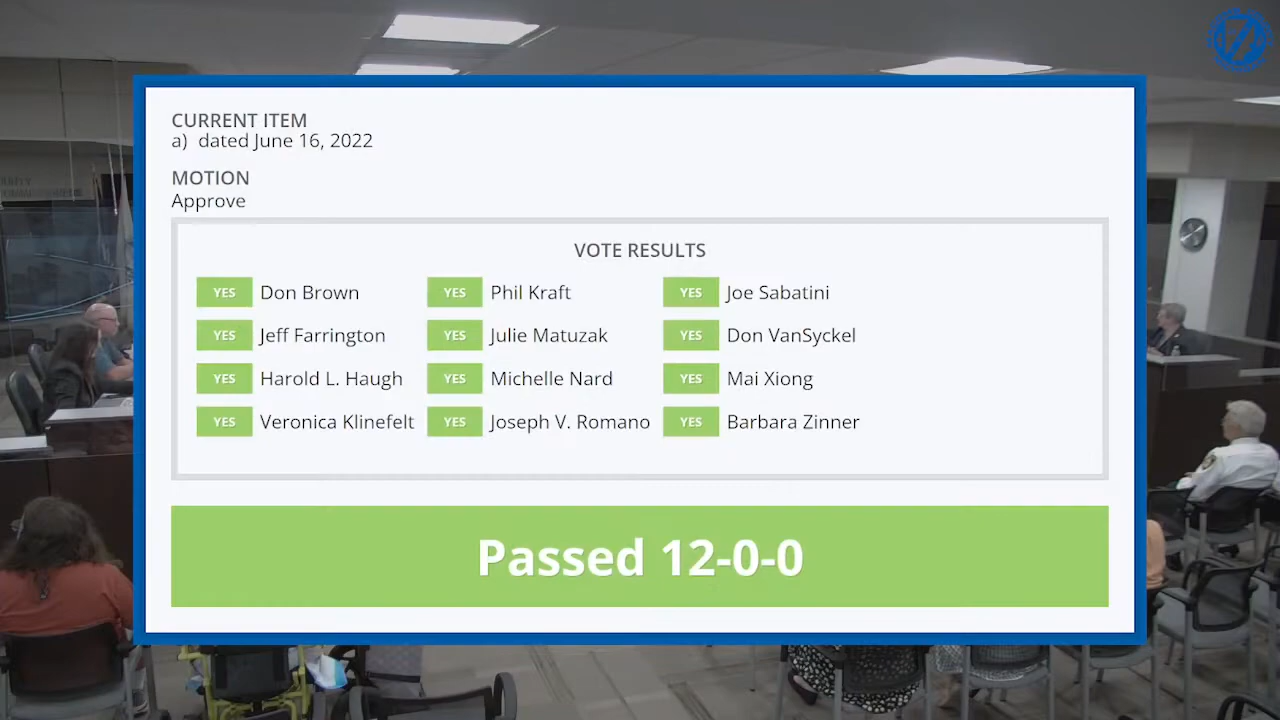 CURRENT ITEM
a) dated June 16, 2022
MOTION
Approve
VOTE RESULTS
YES Don Brown YES Phil Kraft YES Joe Sabatini
YES Jeff Farrington YES Julie Matuzak YES Don VanSyckel
YES Harold L. Haugh YES Michelle Nard YES Mai Xiong
YES Veronica Klinefelt YES Joseph V. Romano YES Barbara Zinner
Passed 12-0-0